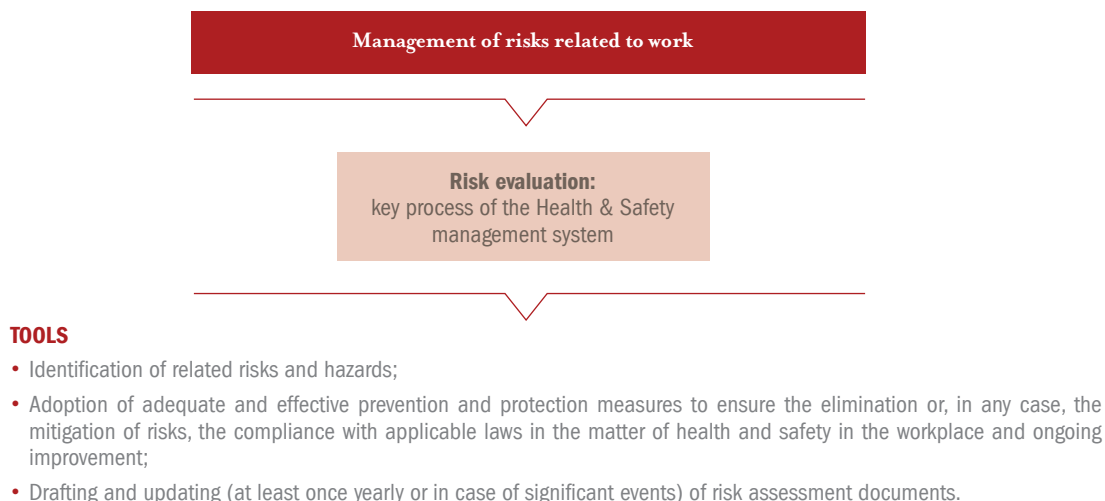 Management of risks related to work
Risk evaluation:
key process of the Health & Safety
management system
TOOLS
• Identification of related risks and hazards;
• Adoption of adequate and effective prevention and protection measures to ensure the elimination or, in any case, the
mitigation of risks, the compliance with applicable laws in the matter of health and safety in the workplace and ongoing
improvement;
• Drafting and updating (at least once yearly or in case of significant events) of risk assessment documents.